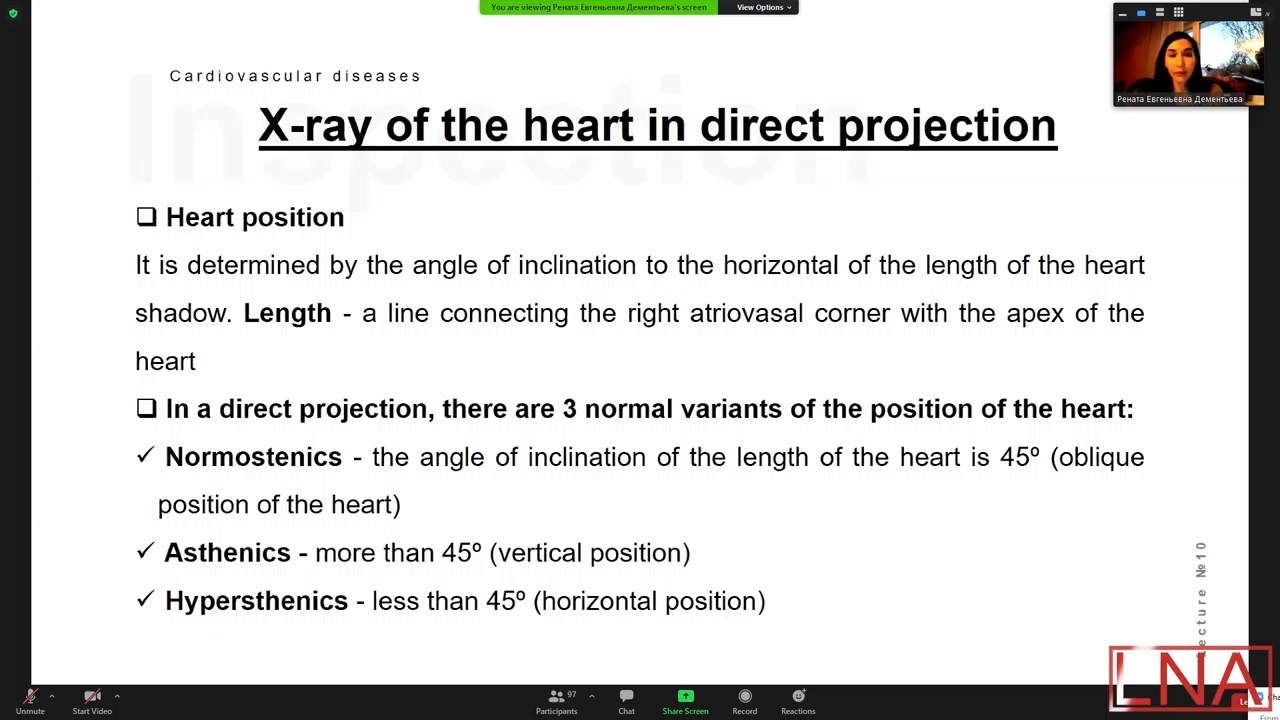 You are viewing Рената Евгеньевна Дементьева's screen
View Options
Рената Евгеньевна Дементьева
Inspection
Cardiovascular diseases
X-ray of the heart in direct projection
Heart position
It is determined by the angle of inclination to the horizontal of the length of the heart
shadow. Length - a line connecting the right atriovasal corner with the apex of the
heart
In a direct projection, there are 3 normal variants of the position of the heart:
Normostenics - the angle of inclination of the length of the heart is 45º (oblique
position of the heart)
Asthenics - more than 45º (vertical position)
Hypersthenics - less than 45º (horizontal position)
Lecture №10
LNA
Unmute
Start Video
97
Participants
Chat
Share Screen
Record
Reactions